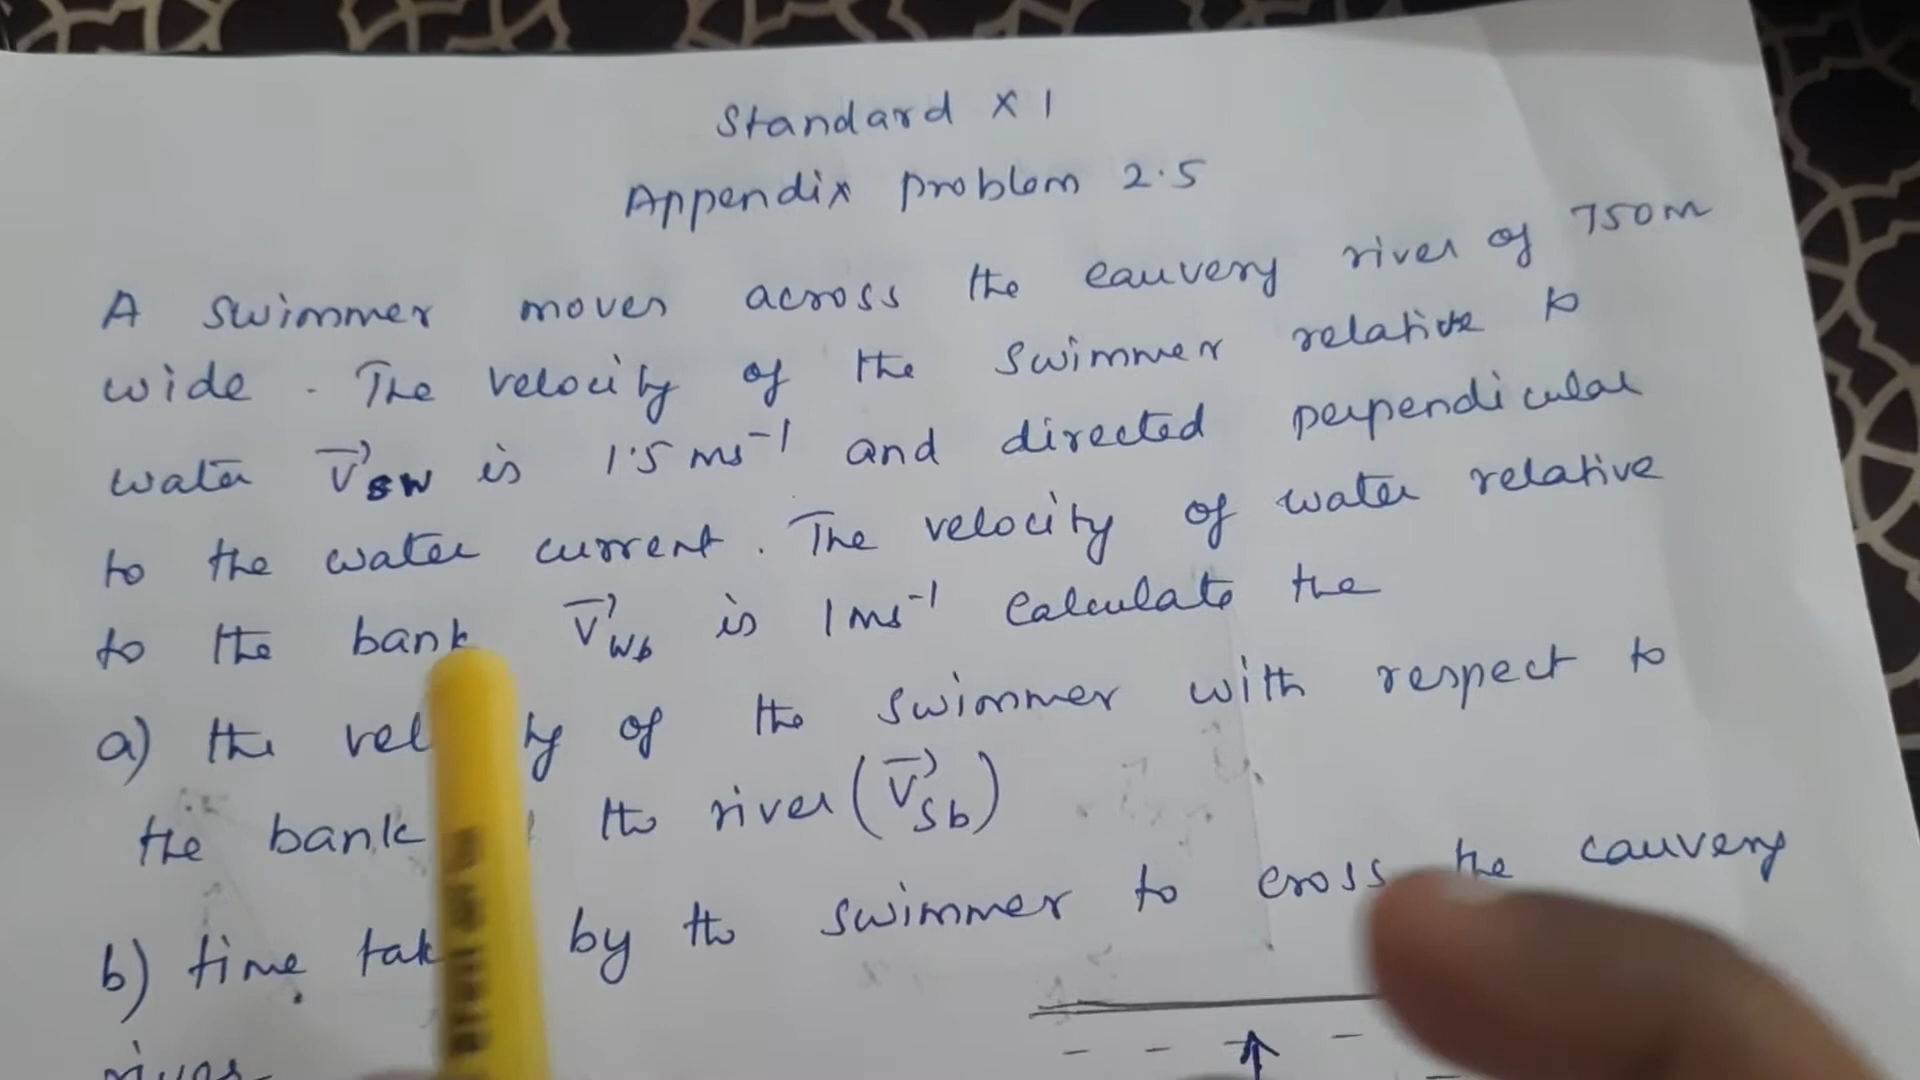 Standard XI
Appendix problem 2.5
A swimmer moves across the cauvery river of 750m
wide. The velocity of the swimmer relative to
water V⃗sw is 1.5 ms⁻¹ and directed perpendicular
to the water current. The velocity of water relative
to the bank V⃗wb is 1ms⁻¹ Calculate the
a) the of the swimmer with respect to
the bank the river (V⃗sb)
b) time by the swimmer to cross the cauvery